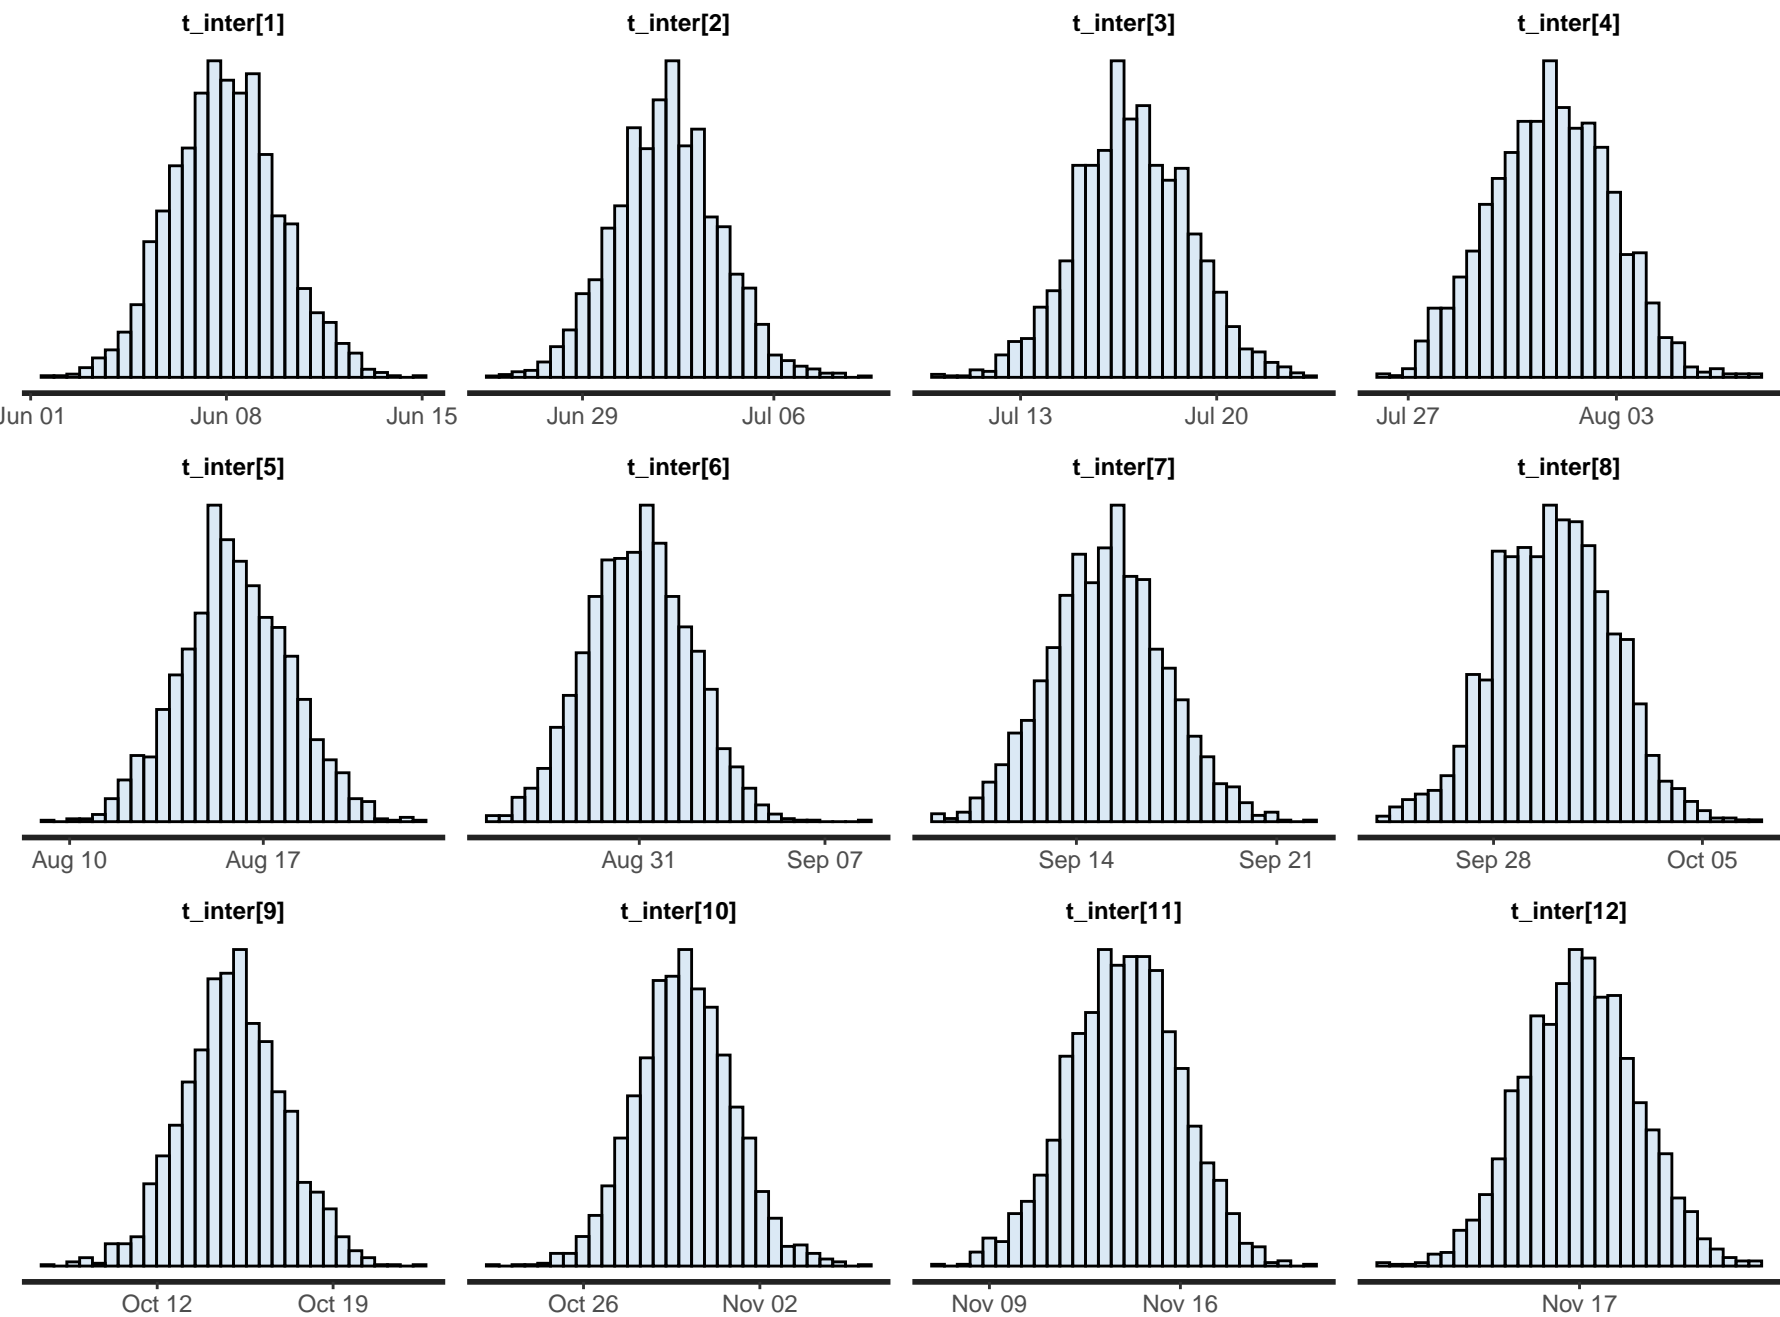 t_inter[1] t_inter[2] t_inter[3] t_inter[4]
Jun 01 Jun 08 Jun 15 Jun 29 Jul 06 Jul 13 Jul 20 Jul 27 Aug 03
t_inter[5] t_inter[6] t_inter[7] t_inter[8]
Aug 10 Aug 17 Aug 31 Sep 07 Sep 14 Sep 21 Sep 28 Oct 05
t_inter[9] t_inter[10] t_inter[11] t_inter[12]
Oct 12 Oct 19 Oct 26 Nov 02 Nov 09 Nov 16 Nov 17